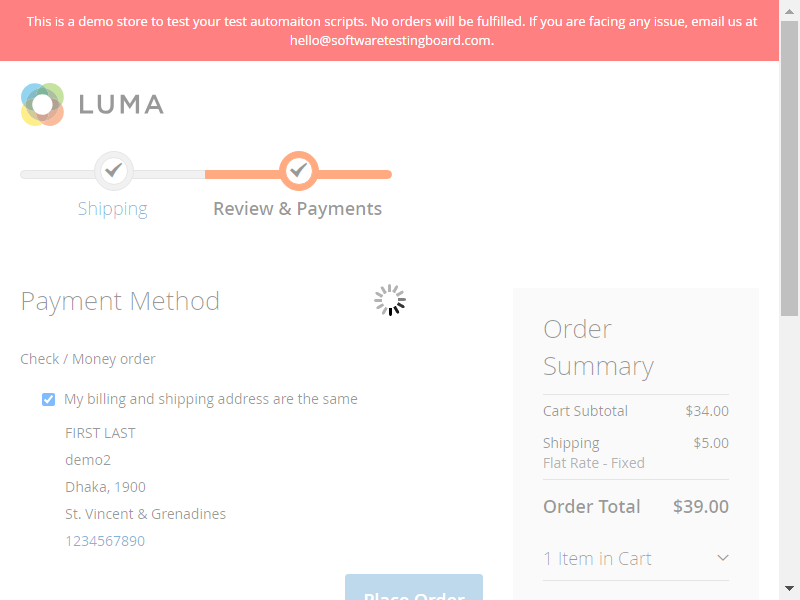 This is a demo store to test your test automaiton scripts. No orders will be fulfilled. If you are facing any issue, email us at
hello@softwaretestingboard.com.
LUMA
Shipping
Review & Payments
Payment Method
Check / Money order
My billing and shipping address are the same
FIRST LAST
demo2
Dhaka, 1900
St. Vincent & Grenadines
1234567890
Place Order
Order
Summary
Cart Subtotal $34.00
Shipping $5.00
Flat Rate - Fixed
Order Total $39.00
1 Item in Cart